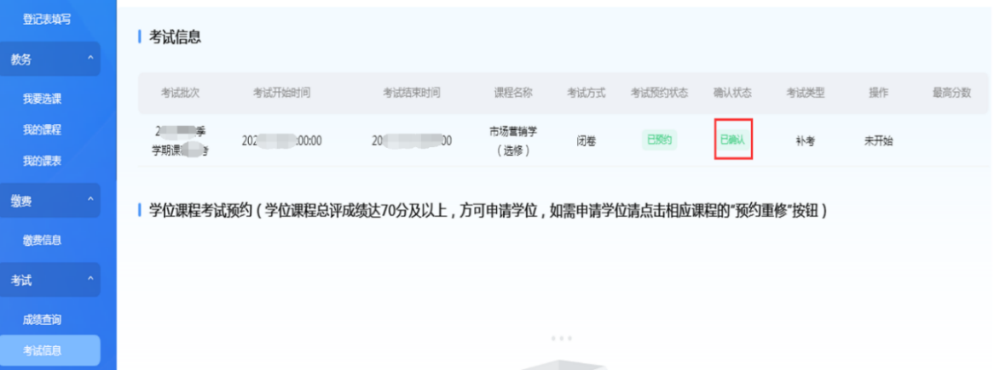 登记表填写
教务
我要选课
我的课程
我的课表
缴费
缴费信息
考试
成绩查询
考试信息
考试信息
考试批次 考试开始时间 考试结束时间 课程名称 考试方式 考试预约状态 确认状态 考试类型 操作 最高分数
2 季
学期课 考
202 :00:00
20 00
市场营销学
（选修）
闭卷
已预约
已确认
补考
未开始
学位课程考试预约（学位课程总评成绩达70分及以上，方可申请学位，如需申请学位请点击相应课程的"预约重修"按钮）